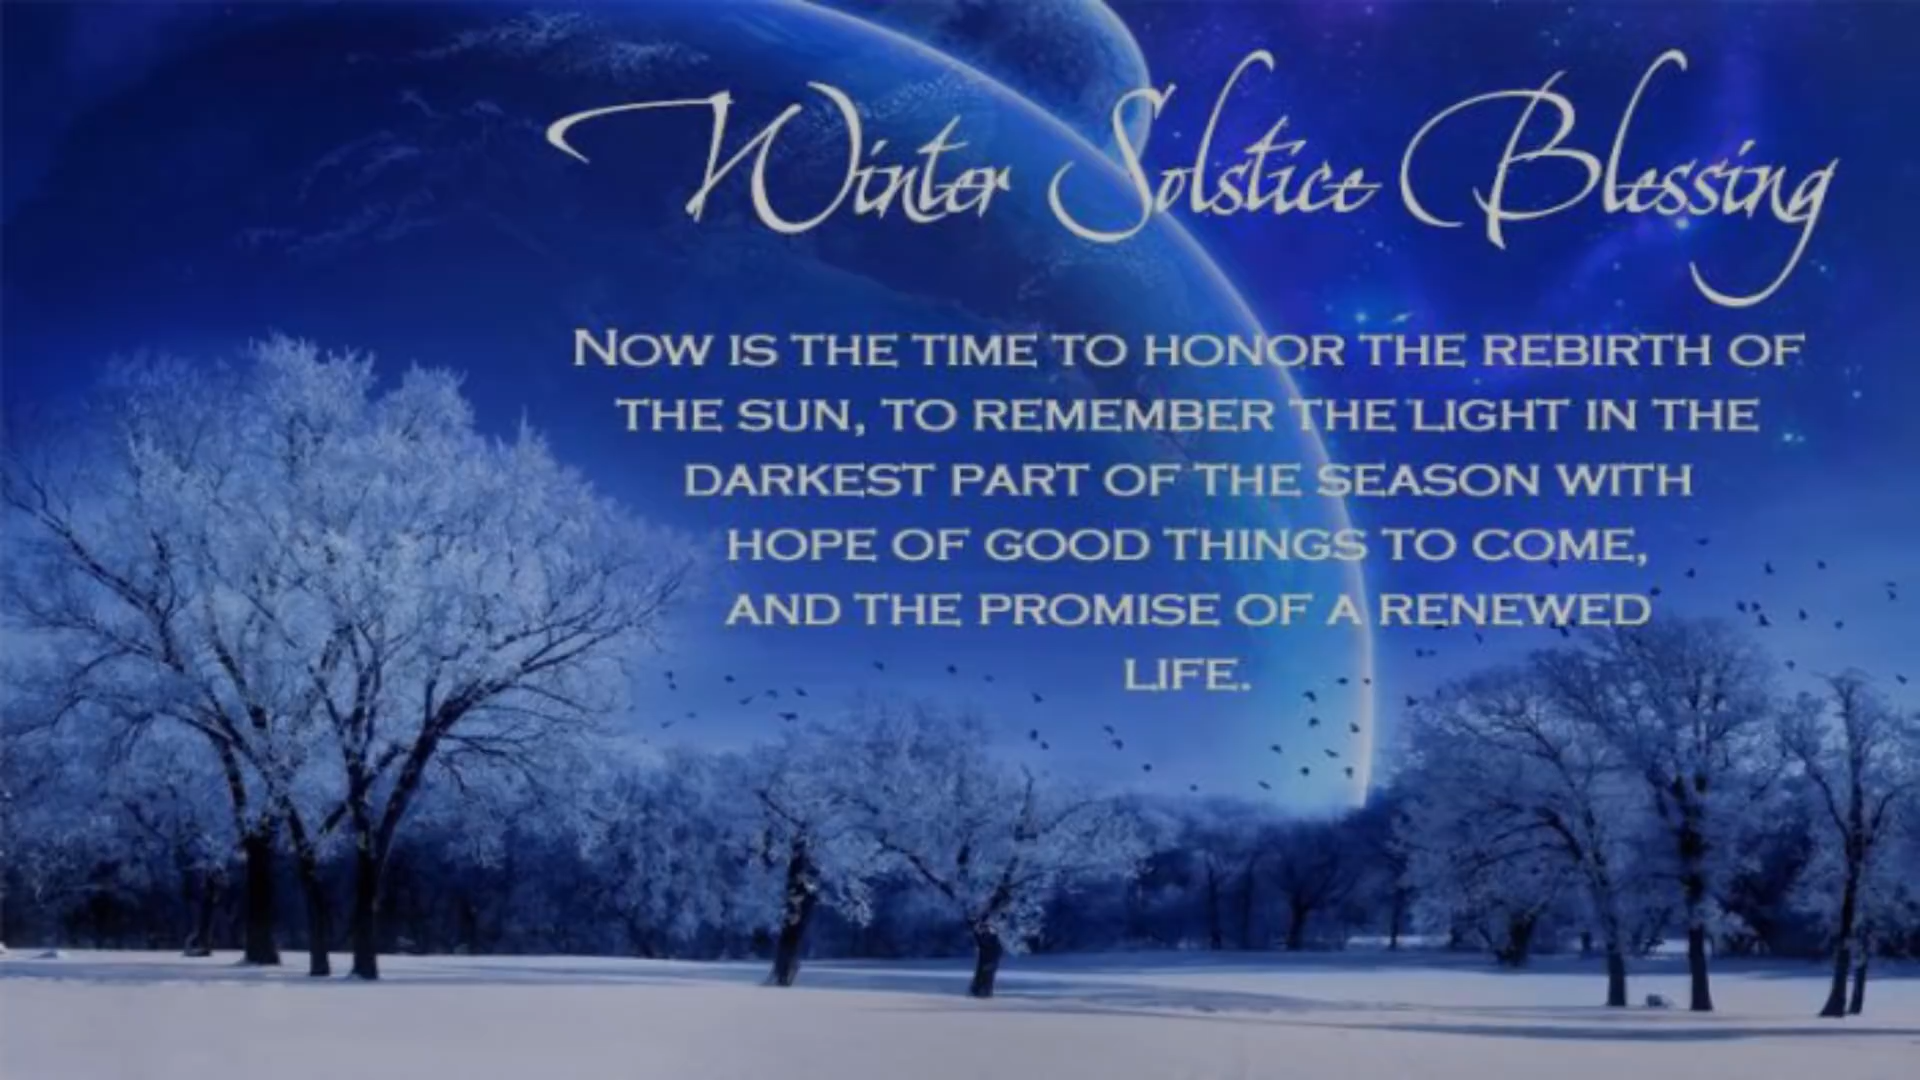 Winter Solstice Blessing
NOW IS THE TIME TO HONOR THE REBIRTH OF
THE SUN, TO REMEMBER THE LIGHT IN THE
DARKEST PART OF THE SEASON WITH
HOPE OF GOOD THINGS TO COME,
AND THE PROMISE OF A RENEWED
LIFE.